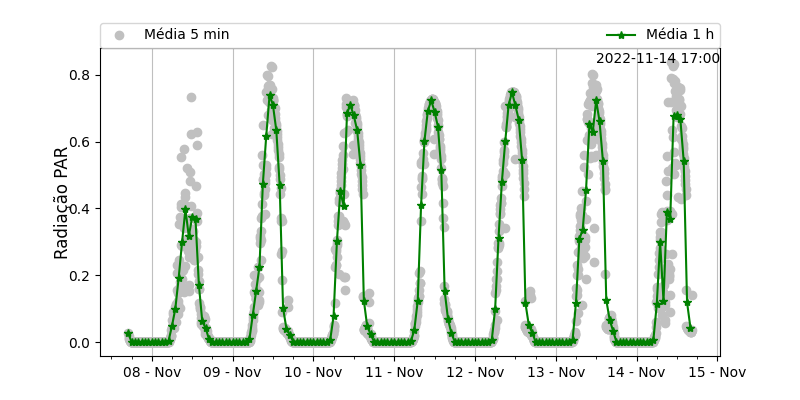 Média 5 min
Média 1 h
2022-11-14 17:00
Radiação PAR
0.8
0.6
0.4
0.2
0.0
08 - Nov
09 - Nov
10 - Nov
11 - Nov
12 - Nov
13 - Nov
14 - Nov
15 - Nov